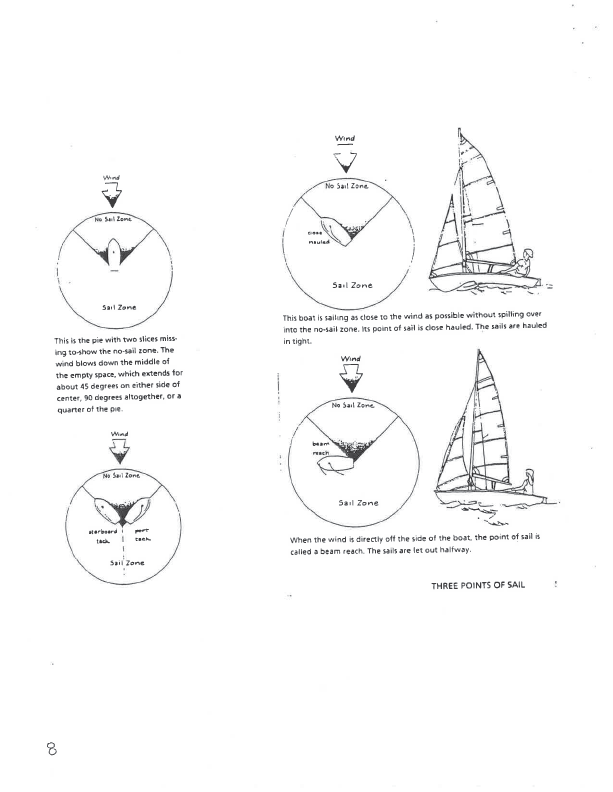 Wind
No Sail Zone
Sail Zone
This is the pie with two slices miss-
ing to-show the no-sail zone. The
wind blows down the middle of
the empty space, which extends for
about 45 degrees on either side of
center, 90 degrees altogether, or a
quarter of the pie.
Wind
No Sail Zone
starboard
tack
port
tack
Sail Zone
Wind
No Sail Zone
close
hauled
Sail Zone
This boat is sailing as close to the wind as possible without spilling over
into the no-sail zone. Its point of sail is close hauled. The sails are hauled
in tight.
Wind
No Sail Zone
beam
reach
Sail Zone
When the wind is directly off the side of the boat, the point of sail is
called a beam reach. The sails are let out halfway.
THREE POINTS OF SAIL
8